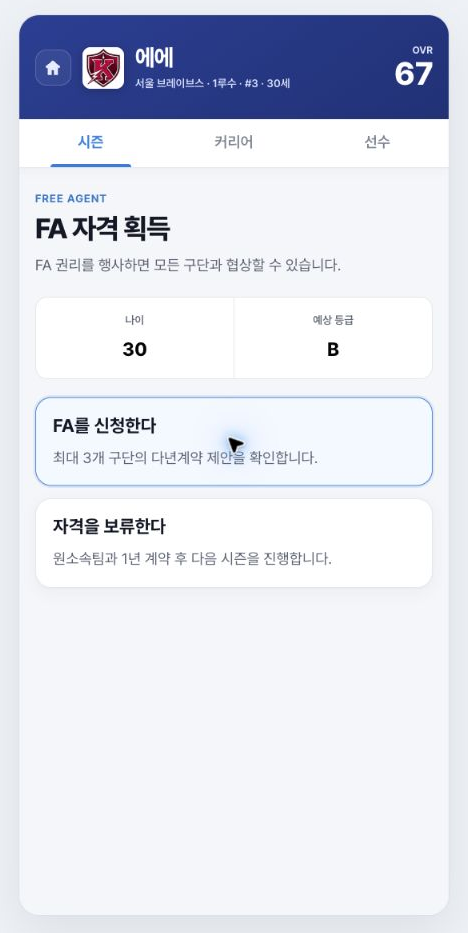 에에
서울 브레이브스 · 1루수 · #3 · 30세
OVR
67
K
시즌
커리어
선수
FREE AGENT
FA 자격 획득
FA 권리를 행사하면 모든 구단과 협상할 수 있습니다.
나이
예상 등급
30
B
FA를 신청한다
최대 3개 구단의 다년계약 제안을 확인합니다.
자격을 보류한다
원소속팀과 1년 계약 후 다음 시즌을 진행합니다.